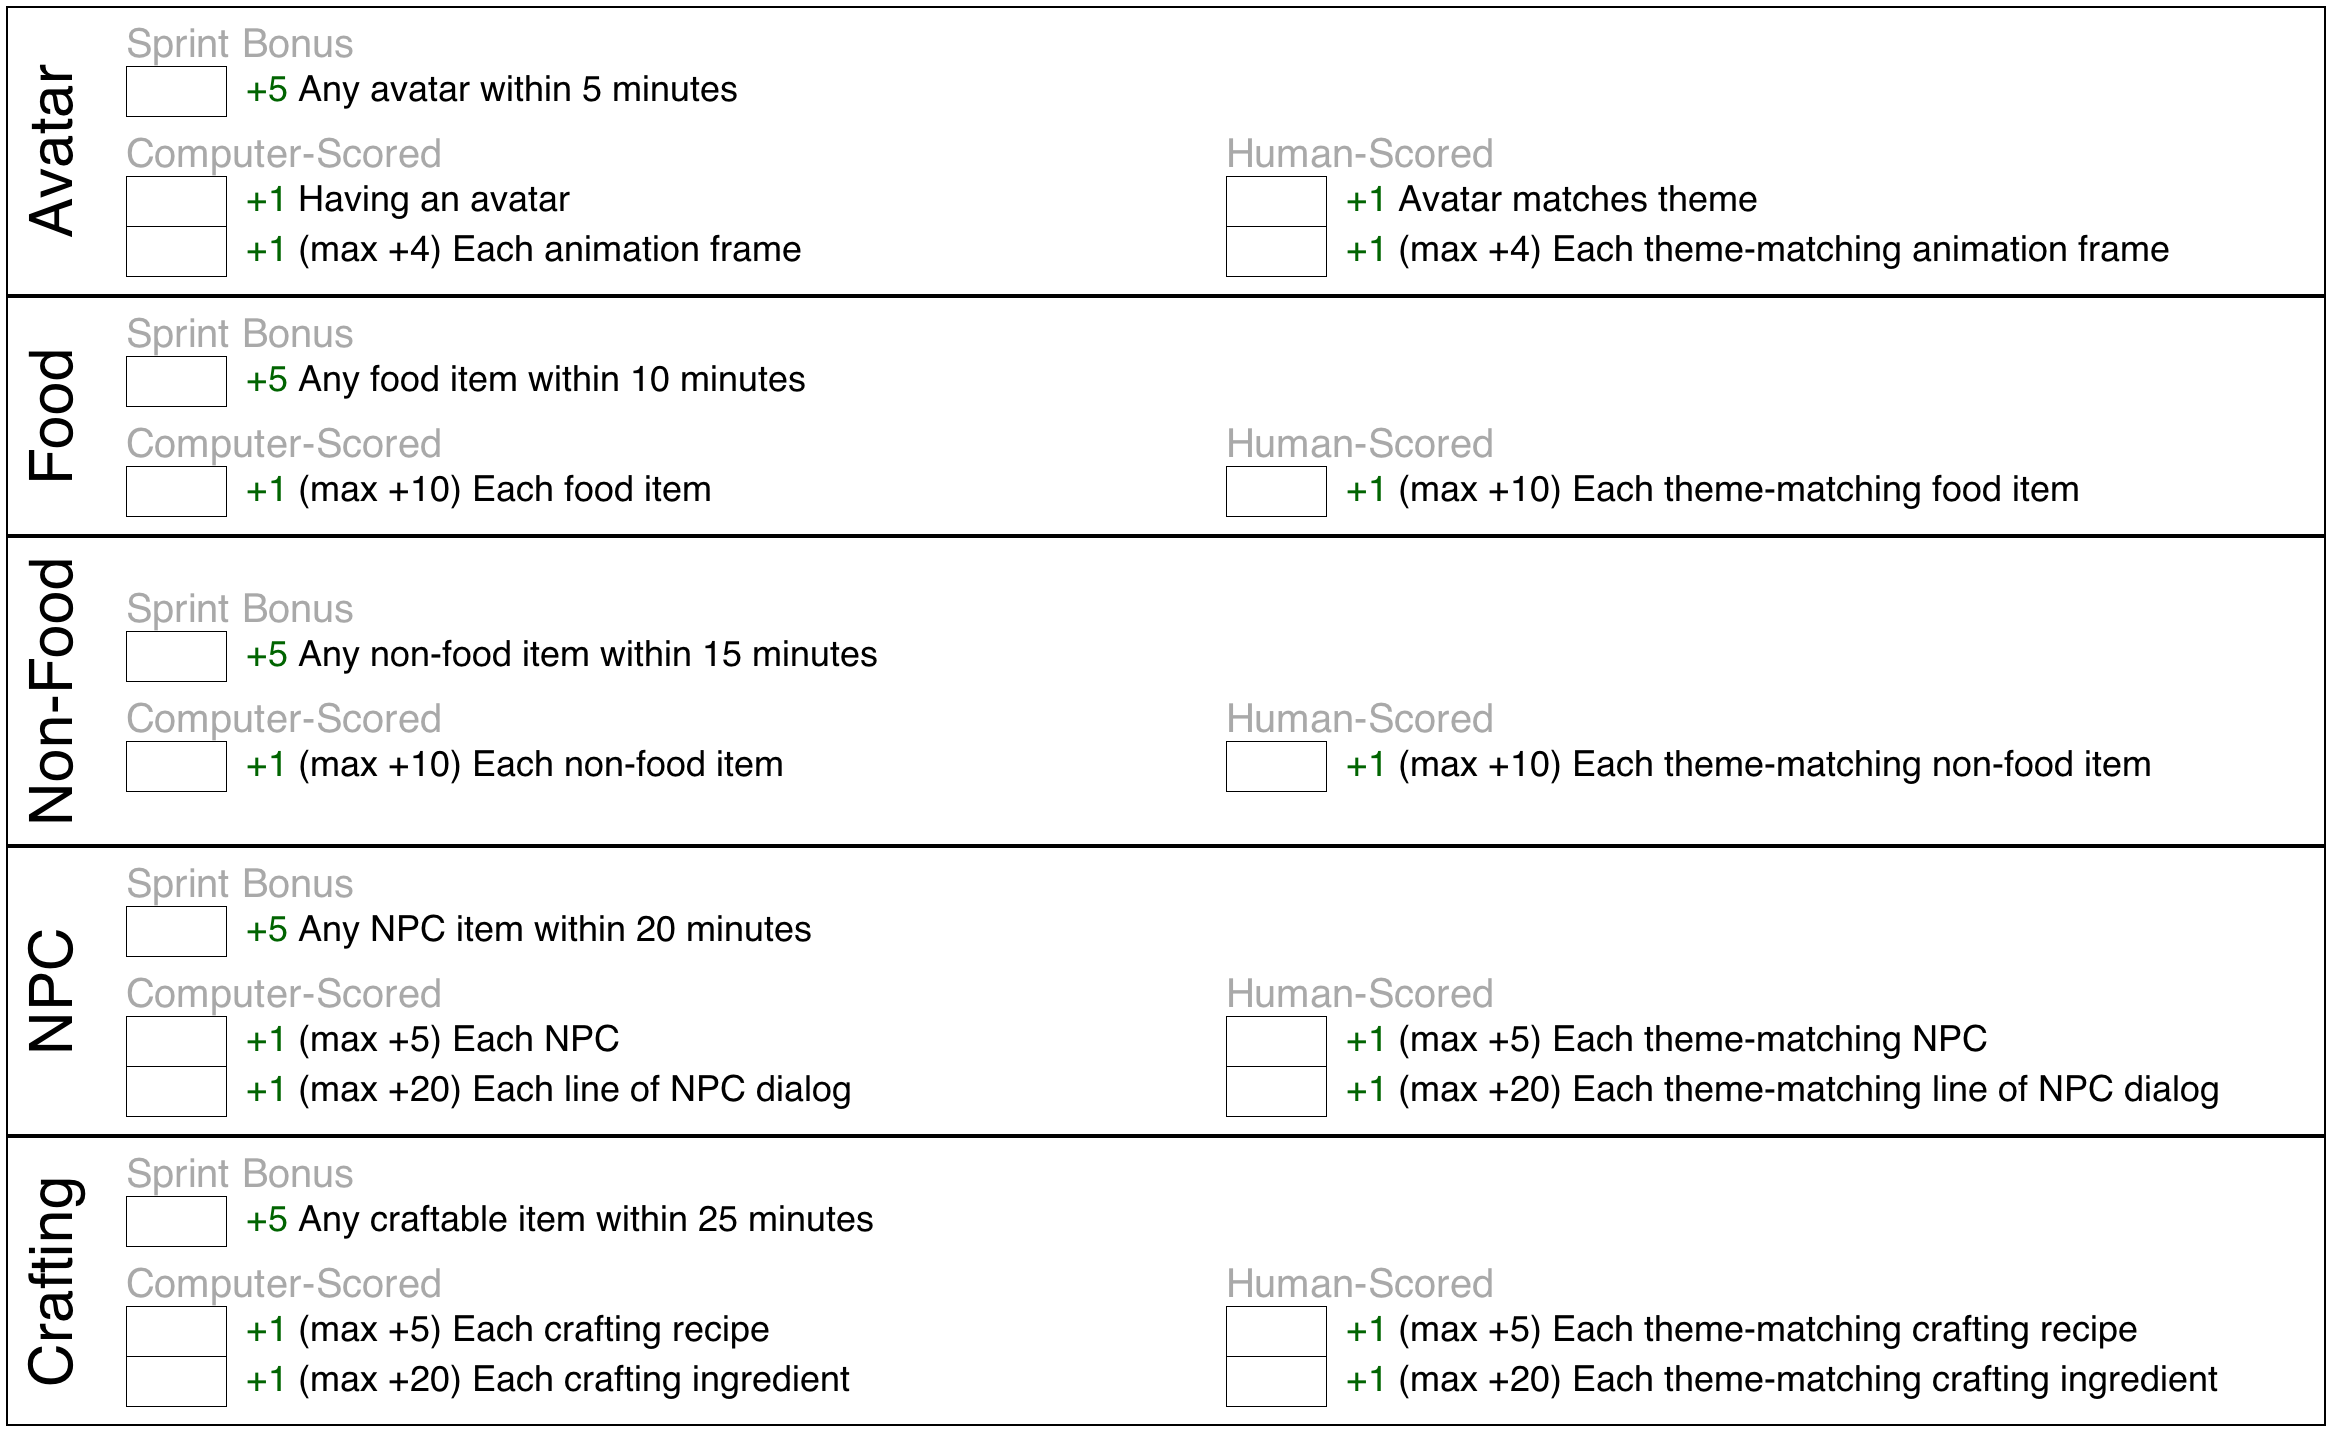 Avatar
Sprint Bonus
+5 Any avatar within 5 minutes
Computer-Scored
+1 Having an avatar
+1 (max +4) Each animation frame
Human-Scored
+1 Avatar matches theme
+1 (max +4) Each theme-matching animation frame
Food
Sprint Bonus
+5 Any food item within 10 minutes
Computer-Scored
+1 (max +10) Each food item
Human-Scored
+1 (max +10) Each theme-matching food item
Non-Food
Sprint Bonus
+5 Any non-food item within 15 minutes
Computer-Scored
+1 (max +10) Each non-food item
Human-Scored
+1 (max +10) Each theme-matching non-food item
NPC
Sprint Bonus
+5 Any NPC item within 20 minutes
Computer-Scored
+1 (max +5) Each NPC
+1 (max +20) Each line of NPC dialog
Human-Scored
+1 (max +5) Each theme-matching NPC
+1 (max +20) Each theme-matching line of NPC dialog
Crafting
Sprint Bonus
+5 Any craftable item within 25 minutes
Computer-Scored
+1 (max +5) Each crafting recipe
+1 (max +20) Each crafting ingredient
Human-Scored
+1 (max +5) Each theme-matching crafting recipe
+1 (max +20) Each theme-matching crafting ingredient